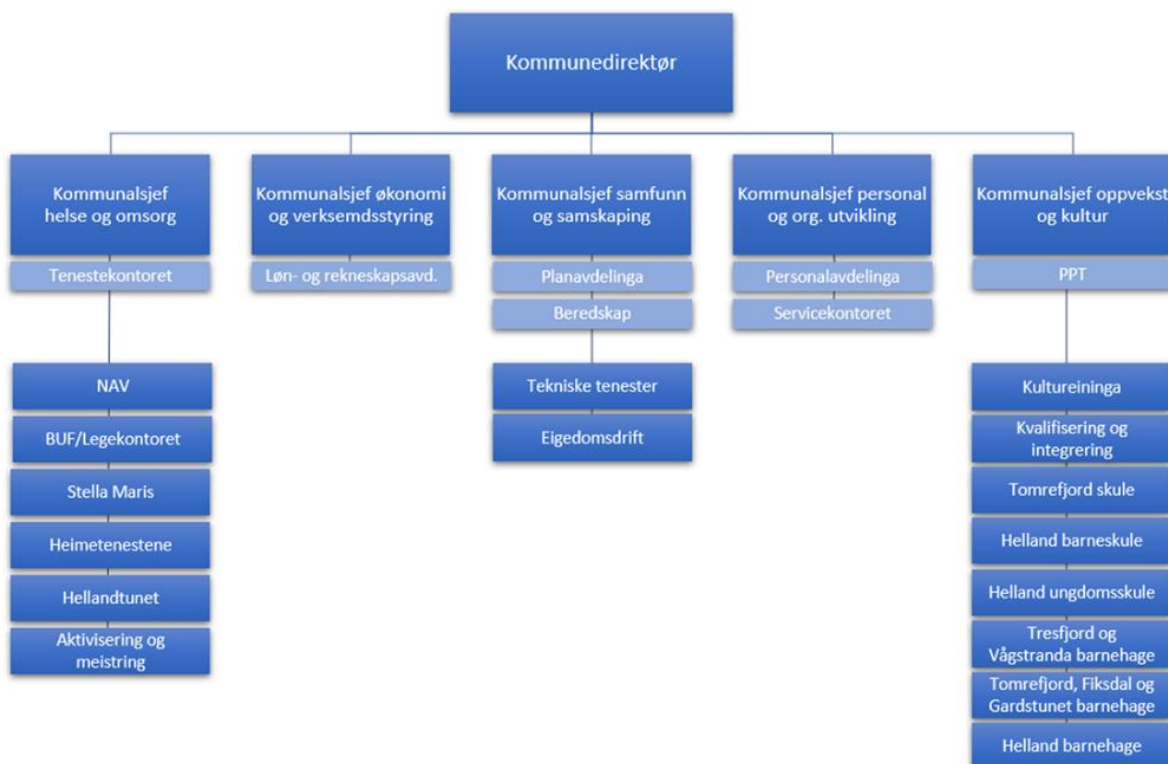 Kommunedirektør
Kommunalsjef
helse og omsorg
Tenestekontoret
NAV
BUF/Legekontoret
Stella Maris
Heimetenestene
Hellandtunet
Aktivisering og
meistring
Kommunalsjef økonomi
og verksemdsstyring
Løn- og rekneskapsavd.
Kommunalsjef samfunn
og samskaping
Planavdelinga
Beredskap
Tekniske tenester
Eigedomsdrift
Kommunalsjef personal
og org. utvikling
Personalavdelinga
Servicekontoret
Kommunalsjef oppvekst
og kultur
PPT
Kultureininga
Kvalifisering og
integrering
Tomrefjord skule
Helland barneskule
Helland ungdomsskule
Tresfjord og
Vågstranda barnehage
Tomrefjord, Fiksdal og
Gardstunet barnehage
Helland barnehage